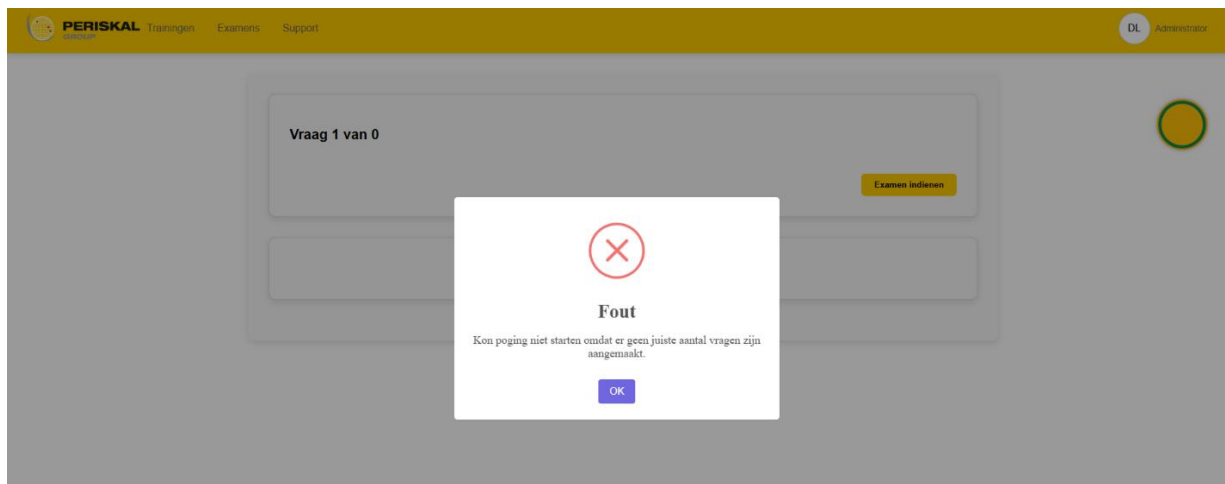 PERISKAL
GROUP
Trainingen Examens Support
DL Administrator
Vraag 1 van 0
Examen indienen
Fout
Kon poging niet starten omdat er geen juiste aantal vragen zijn
aangemaakt.
OK